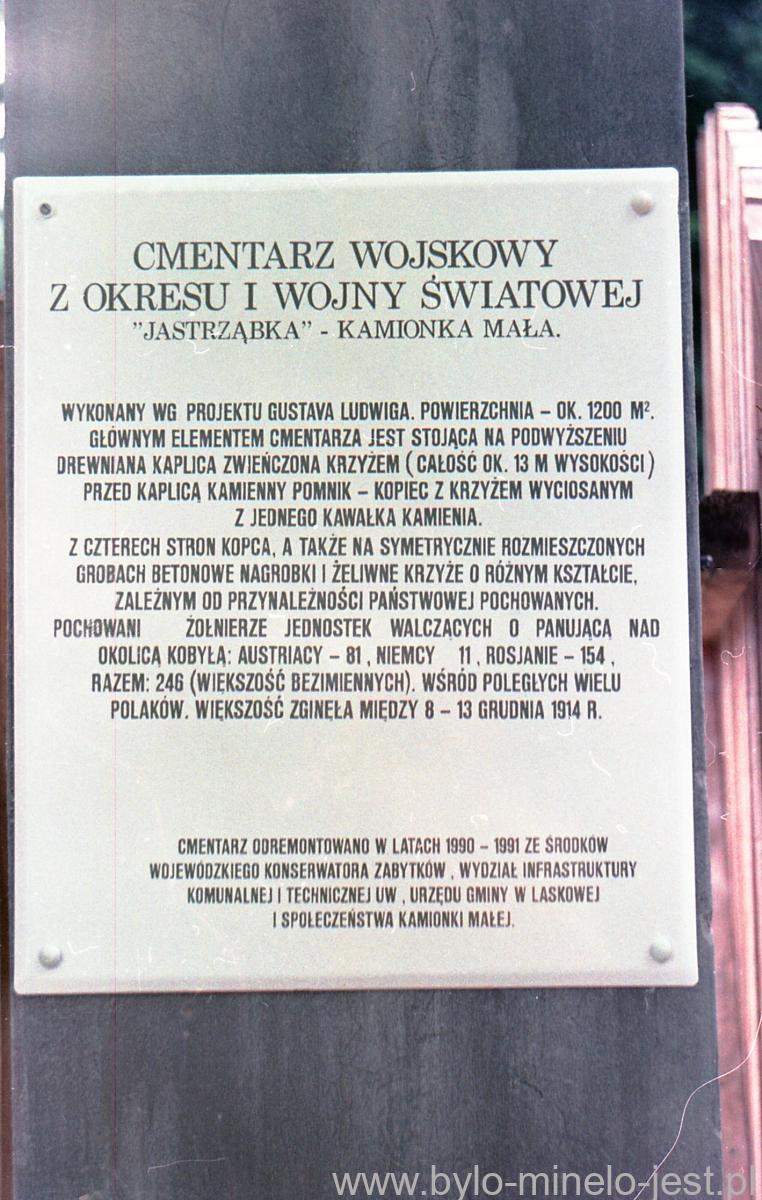 CMENTARZ WOJSKOWY
Z OKRESU I WOJNY ŚWIATOWEJ
"JASTRZĄBKA" - KAMIONKA MAŁA.
WYKONANY WG PROJEKTU GUSTAVA LUDWIGA. POWIERZCHNIA – OK. 1200 M².
GŁÓWNYM ELEMENTEM CMENTARZA JEST STOJĄCA NA PODWYŻSZENIU
DREWNIANA KAPLICA ZWIEŃCZONA KRZYŻEM (CAŁOŚĆ OK. 13 M WYSOKOŚCI)
PRZED KAPLICĄ KAMIENNY POMNIK – KOPIEC Z KRZYŻEM WYCIOSANYM
Z JEDNEGO KAWAŁKA KAMIENIA.
Z CZTERECH STRON KOPCA, A TAKŻE NA SYMETRYCZNIE ROZMIESZCZONYCH
GROBACH BETONOWE NAGROBKI I ŻELIWNE KRZYŻE O RÓŻNYM KSZTAŁCIE,
ZALEŻNYM OD PRZYNALEŻNOŚCI PAŃSTWOWEJ POCHOWANYCH.
POCHOWANI ŻOŁNIERZE JEDNOSTEK WALCZĄCYCH O PANUJĄCĄ NAD
OKOLICĄ KOBYŁĄ: AUSTRIACY – 81, NIEMCY 11, ROSJANIE – 154,
RAZEM: 246 (WIĘKSZOŚĆ BEZIMIENNYCH). WŚRÓD POLEGŁYCH WIELU
POLAKÓW. WIĘKSZOŚĆ ZGINĘŁA MIĘDZY 8 – 13 GRUDNIA 1914 R.
CMENTARZ ODREMONTOWANO W LATACH 1990 – 1991 ZE ŚRODKÓW
WOJEWÓDZKIEGO KONSERWATORA ZABYTKÓW, WYDZIAŁ INFRASTRUKTURY
KOMUNALNEJ I TECHNICZNEJ UW, URZĘDU GMINY W LASKOWEJ
I SPOŁECZEŃSTWA KAMIONKI MAŁEJ.
www.bylo-minelo-jest.pl